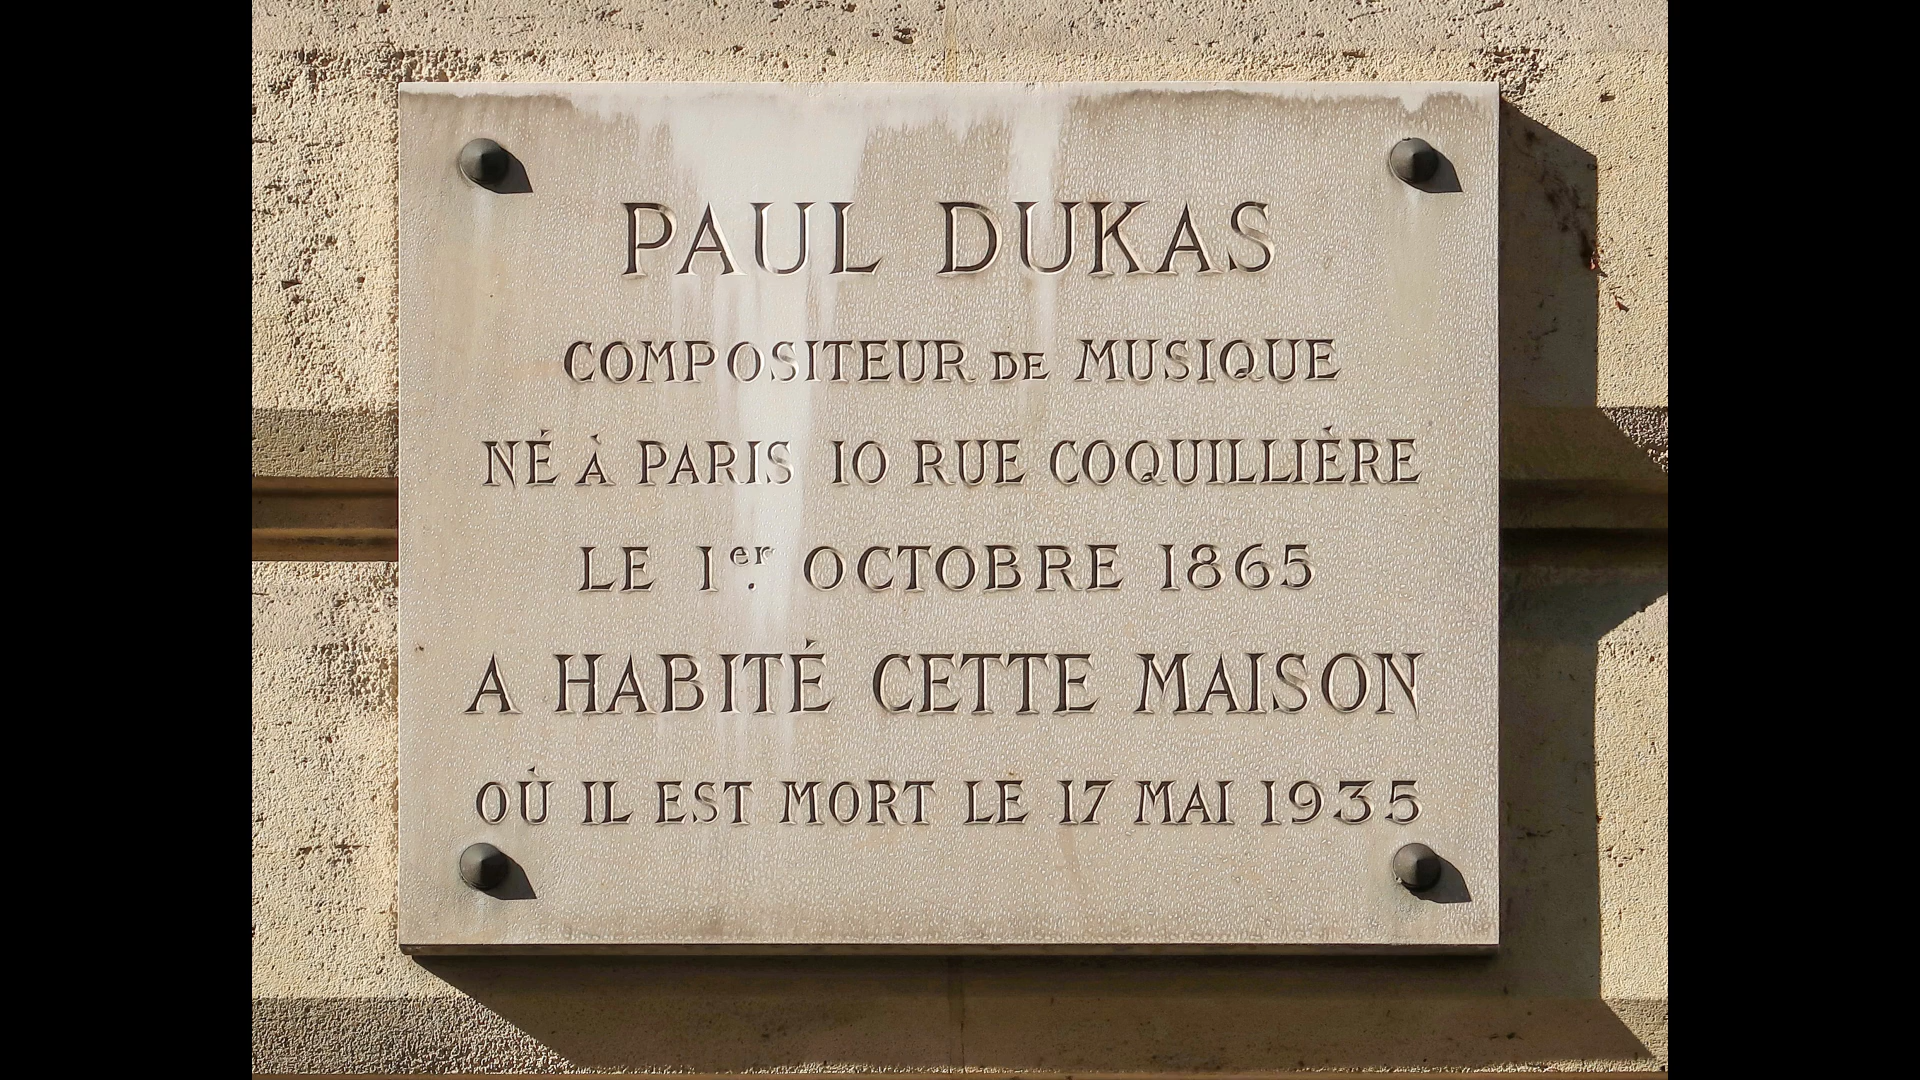 PAUL DUKAS
COMPOSITEUR DE MUSIQUE
NÉ À PARIS 10 RUE COQUILLIÈRE
LE 1er. OCTOBRE 1865
A HABITÉ CETTE MAISON
OÙ IL EST MORT LE 17 MAI 1935